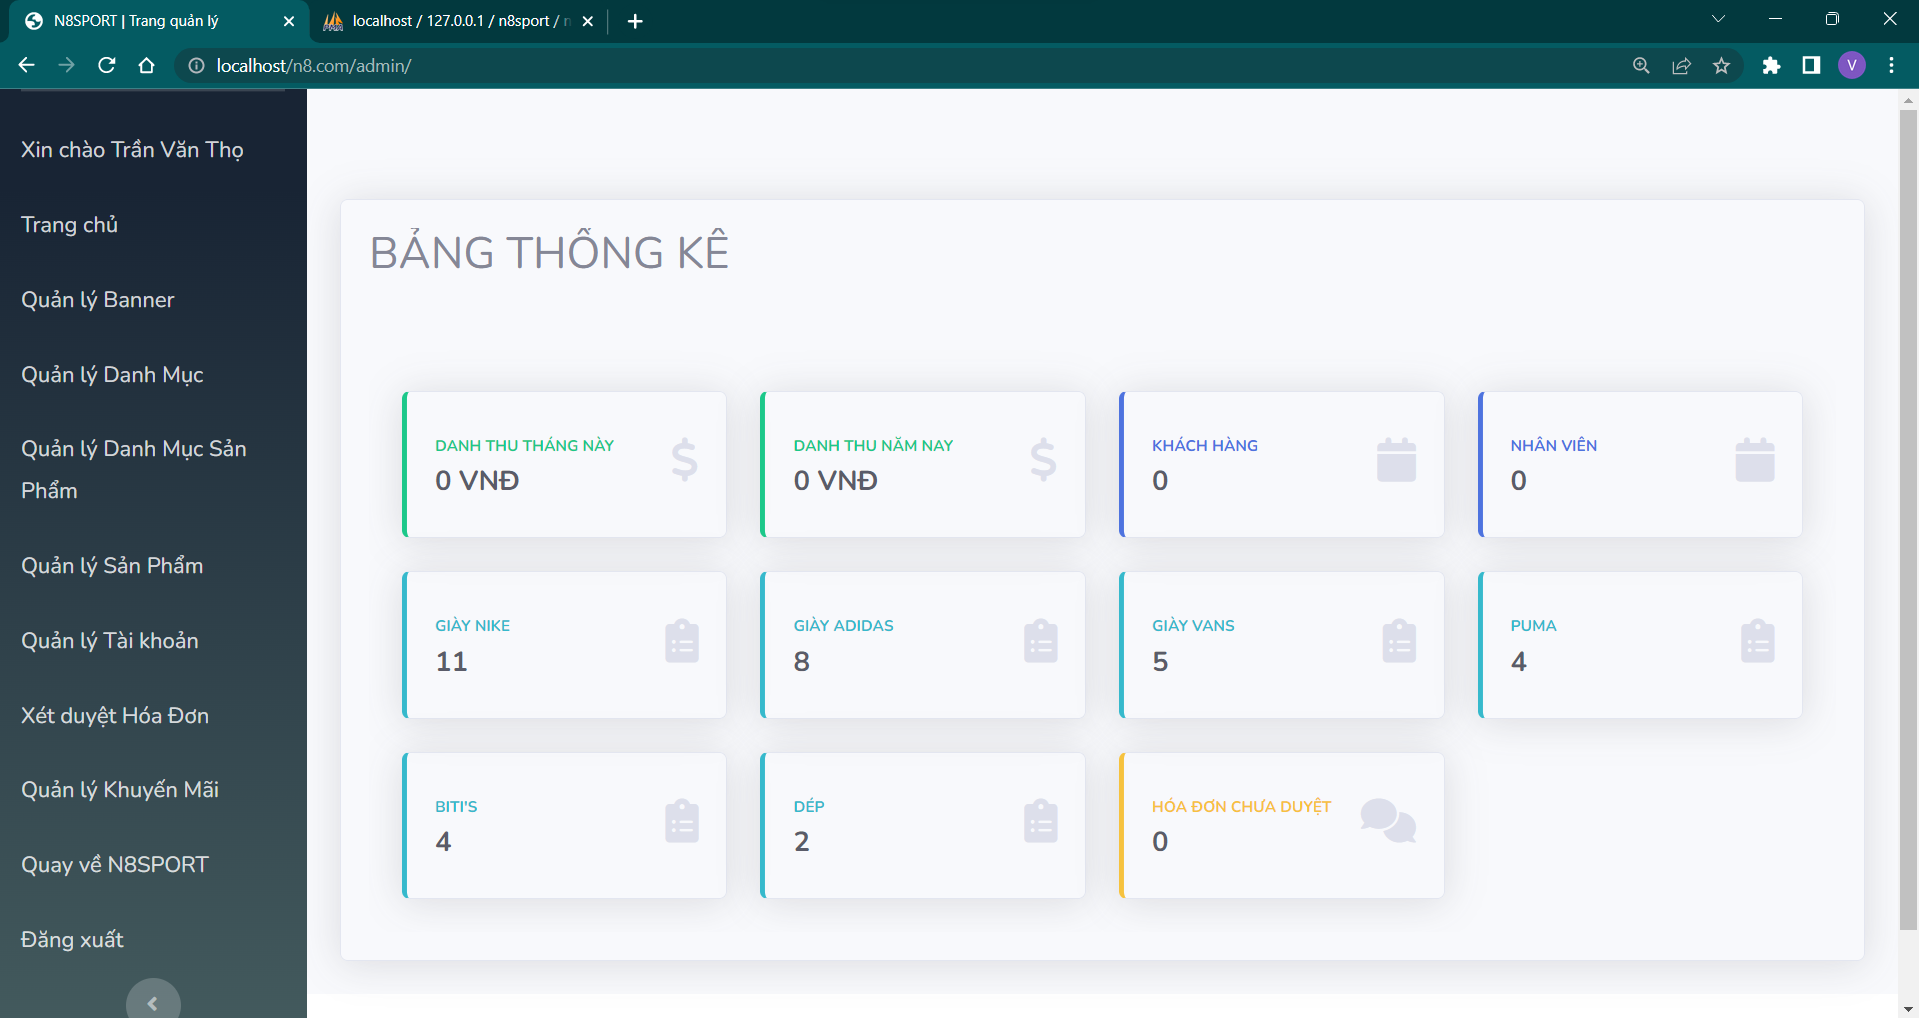 N8SPORT | Trang quản lý
localhost / 127.0.0.1 / n8sport /
localhost/n8.com/admin/
V
Xin chào Trần Văn Thọ
Trang chủ
Quản lý Banner
Quản lý Danh Mục
Quản lý Danh Mục Sản
Phẩm
Quản lý Sản Phẩm
Quản lý Tài khoản
Xét duyệt Hóa Đơn
Quản lý Khuyến Mãi
Quay về N8SPORT
Đăng xuất
BẢNG THỐNG KÊ
DANH THU THÁNG NÀY
0 VNĐ
DANH THU NĂM NAY
0 VNĐ
KHÁCH HÀNG
0
NHÂN VIÊN
0
GIÀY NIKE
11
GIÀY ADIDAS
8
GIÀY VANS
5
PUMA
4
BITI'S
4
DÉP
2
HÓA ĐƠN CHƯA DUYỆT
0